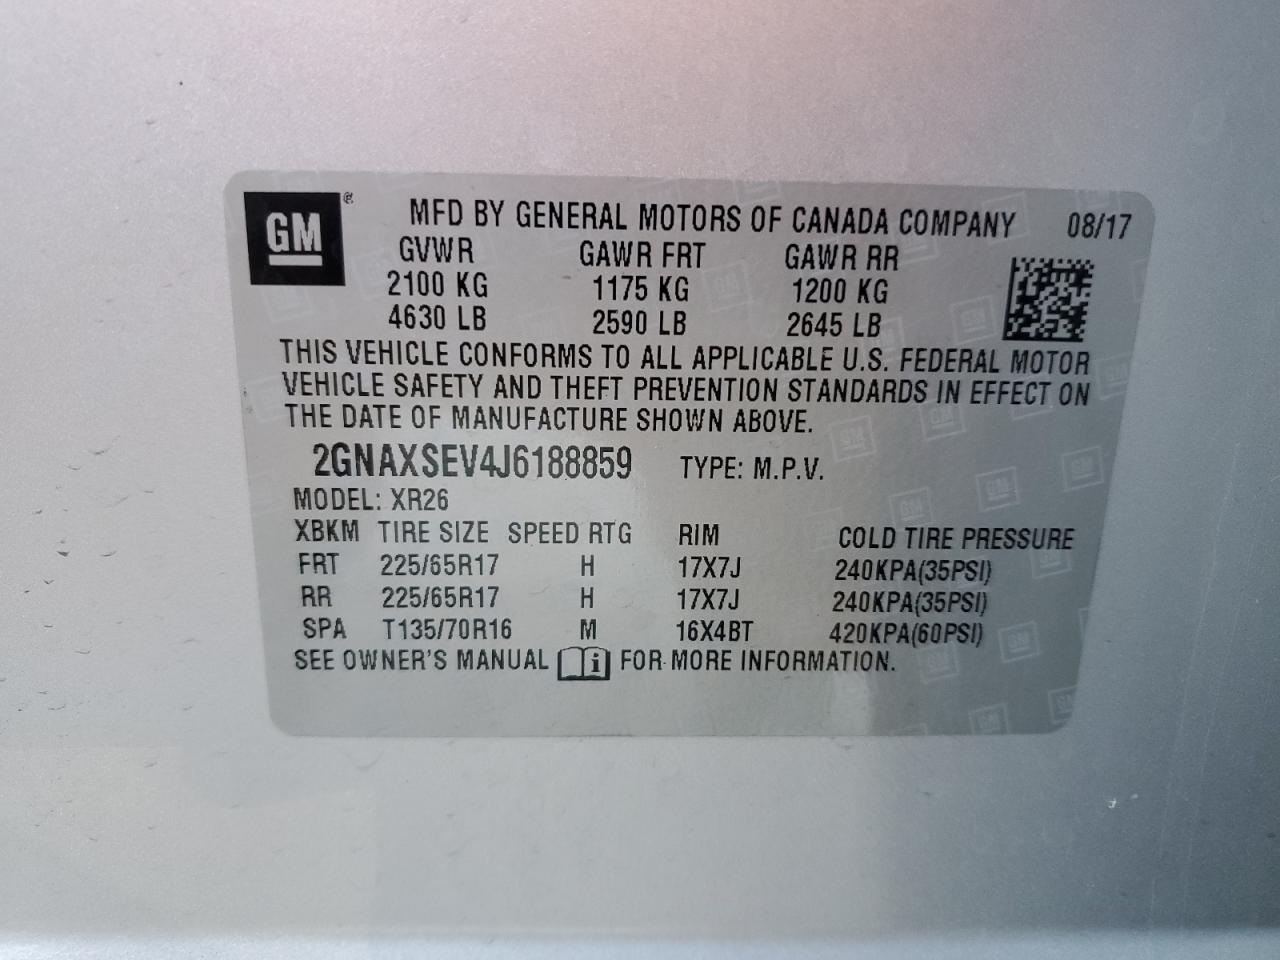 GM ®
MFD BY GENERAL MOTORS OF CANADA COMPANY 08/17
GVWR GAWR FRT GAWR RR
2100 KG 1175 KG 1200 KG
4630 LB 2590 LB 2645 LB
THIS VEHICLE CONFORMS TO ALL APPLICABLE U.S. FEDERAL MOTOR
VEHICLE SAFETY AND THEFT PREVENTION STANDARDS IN EFFECT ON
THE DATE OF MANUFACTURE SHOWN ABOVE.
2GNAXSEV4J6188859 TYPE: M.P.V.
MODEL: XR26
XBKM TIRE SIZE SPEED RTG RIM COLD TIRE PRESSURE
FRT 225/65R17 H 17X7J 240KPA(35PSI)
RR 225/65R17 H 17X7J 240KPA(35PSI)
SPA T135/70R16 M 16X4BT 420KPA(60PSI)
SEE OWNER'S MANUAL i FOR MORE INFORMATION.